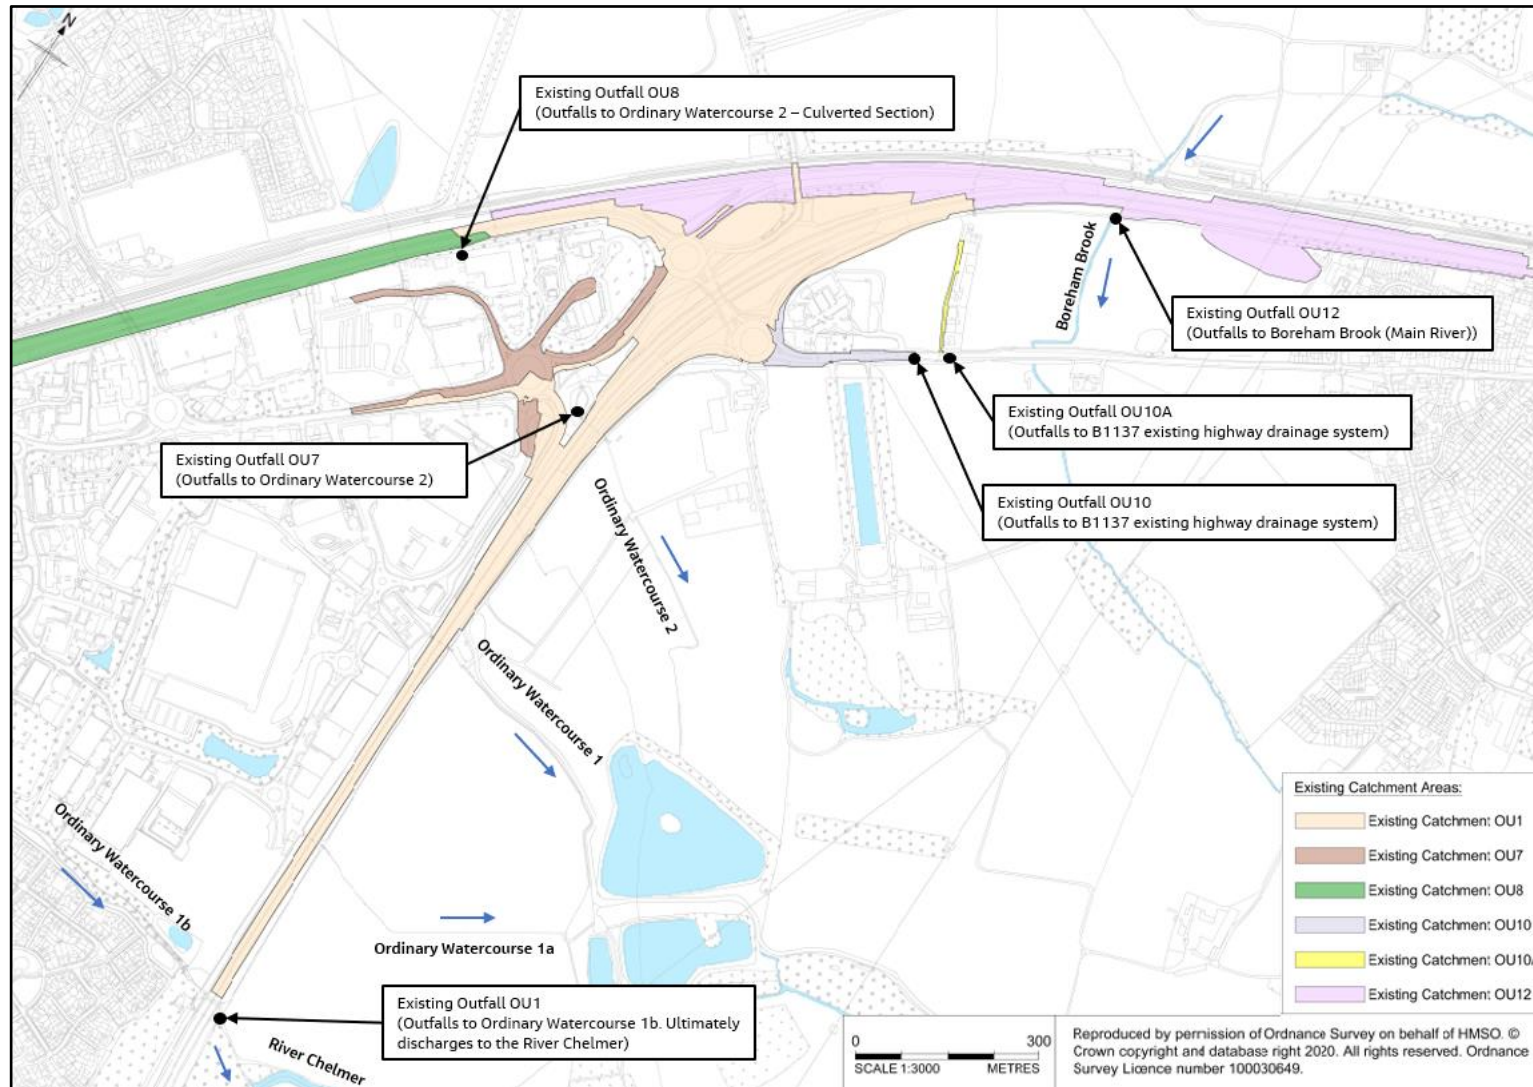 N
Existing Outfall OU8
(Outfalls to Ordinary Watercourse 2 – Culverted Section)
Boreham Brook
Existing Outfall OU12
(Outfalls to Boreham Brook (Main River))
Existing Outfall OU10A
(Outfalls to B1137 existing highway drainage system)
Existing Outfall OU7
(Outfalls to Ordinary Watercourse 2)
Existing Outfall OU10
(Outfalls to B1137 existing highway drainage system)
Ordinary Watercourse 2
Ordinary Watercourse 1
Ordinary Watercourse 1b
Ordinary Watercourse 1a
Existing Outfall OU1
(Outfalls to Ordinary Watercourse 1b. Ultimately
discharges to the River Chelmer)
River Chelmer
Existing Catchment Areas:
Existing Catchment OU1
Existing Catchment OU7
Existing Catchment OU8
Existing Catchment OU10
Existing Catchment OU10A
Existing Catchment OU12
0 300
SCALE 1:3000 METRES
Reproduced by permission of Ordnance Survey on behalf of HMSO. ©
Crown copyright and database right 2020. All rights reserved. Ordnance
Survey Licence number 100030649.